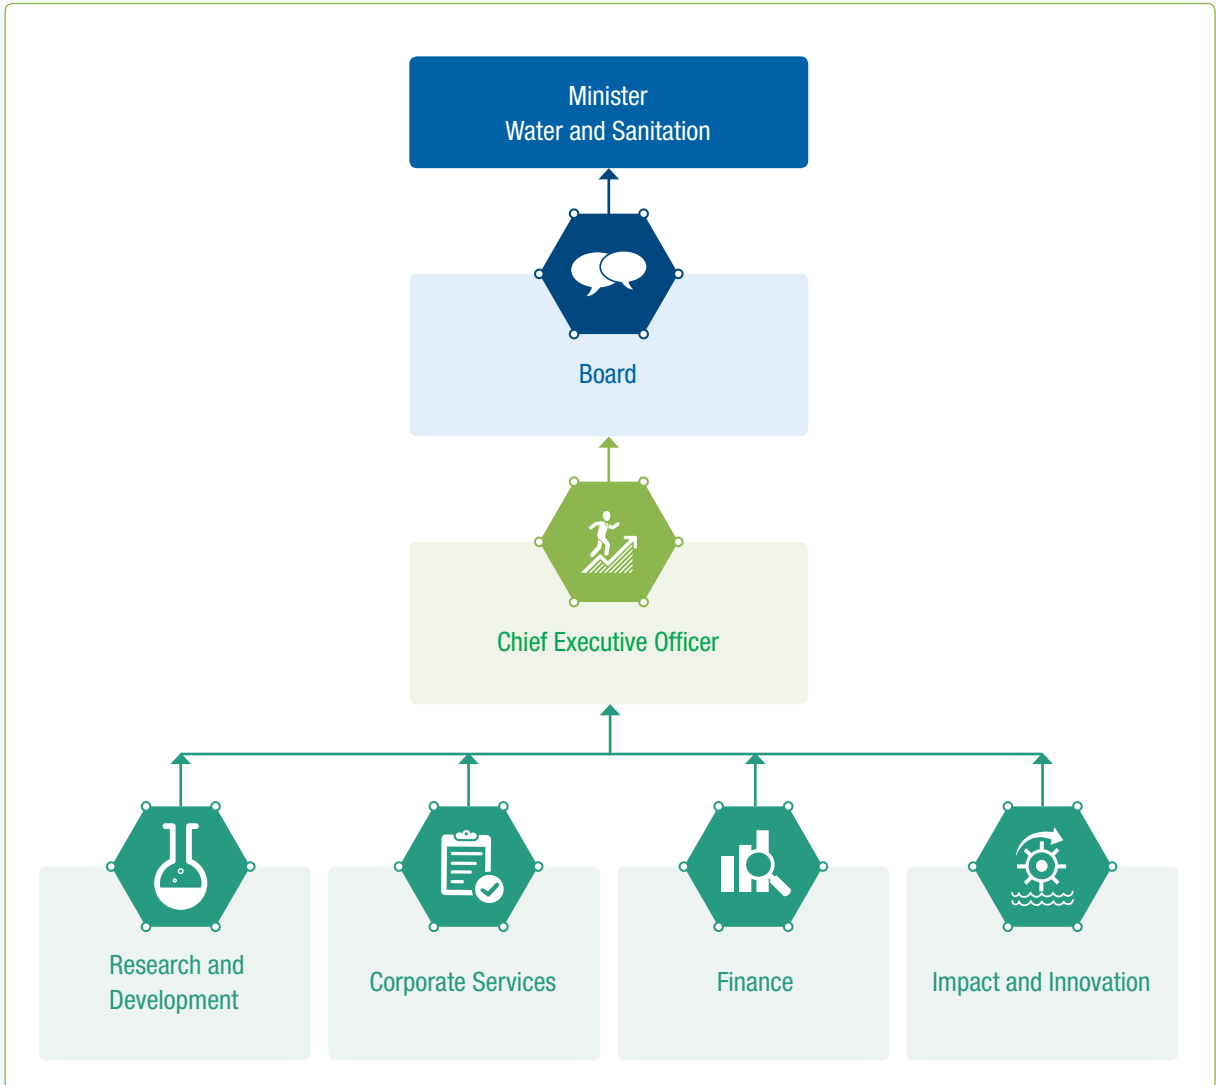 Minister
Water and Sanitation
Board
Chief Executive Officer
Research and
Development
Corporate Services
Finance
Impact and Innovation